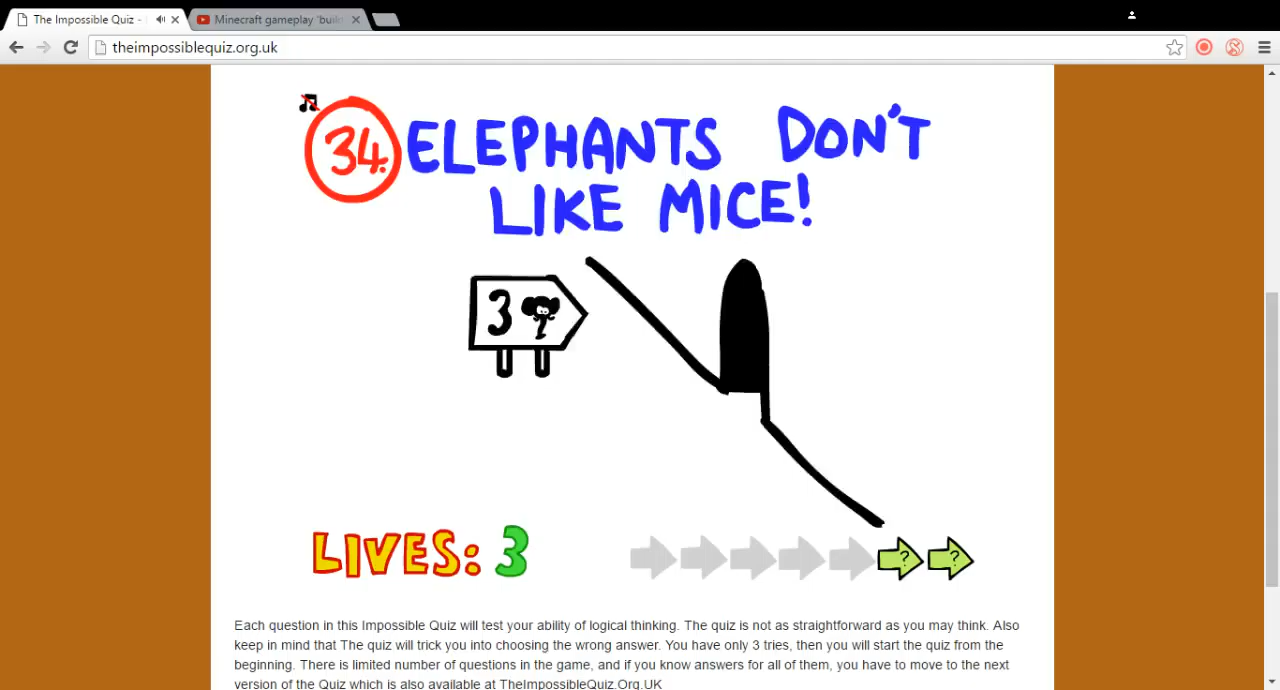 The Impossible Quiz -
Minecraft gameplay 'buil
theimpossiblequiz.org.uk
34.
ELEPHANTS DON'T
LIKE MICE!
3
LIVES: 3
? ?
Each question in this Impossible Quiz will test your ability of logical thinking. The quiz is not as straightforward as you may think. Also
keep in mind that The quiz will trick you into choosing the wrong answer. You have only 3 tries, then you will start the quiz from the
beginning. There is limited number of questions in the game, and if you know answers for all of them, you have to move to the next
version of the Quiz which is also available at TheImpossibleQuiz.Org.UK